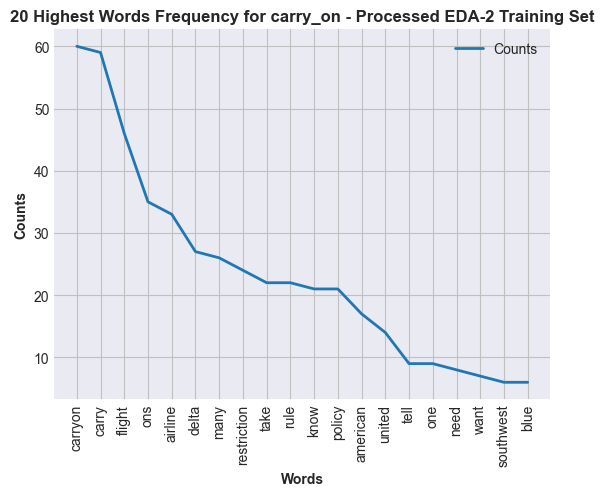 20 Highest Words Frequency for carry_on - Processed EDA-2 Training Set
Counts
60
50
40
30
20
10
Counts
carryon
carry
flight
ons
airline
delta
many
restriction
take
rule
know
policy
american
united
tell
one
need
want
southwest
blue
Words